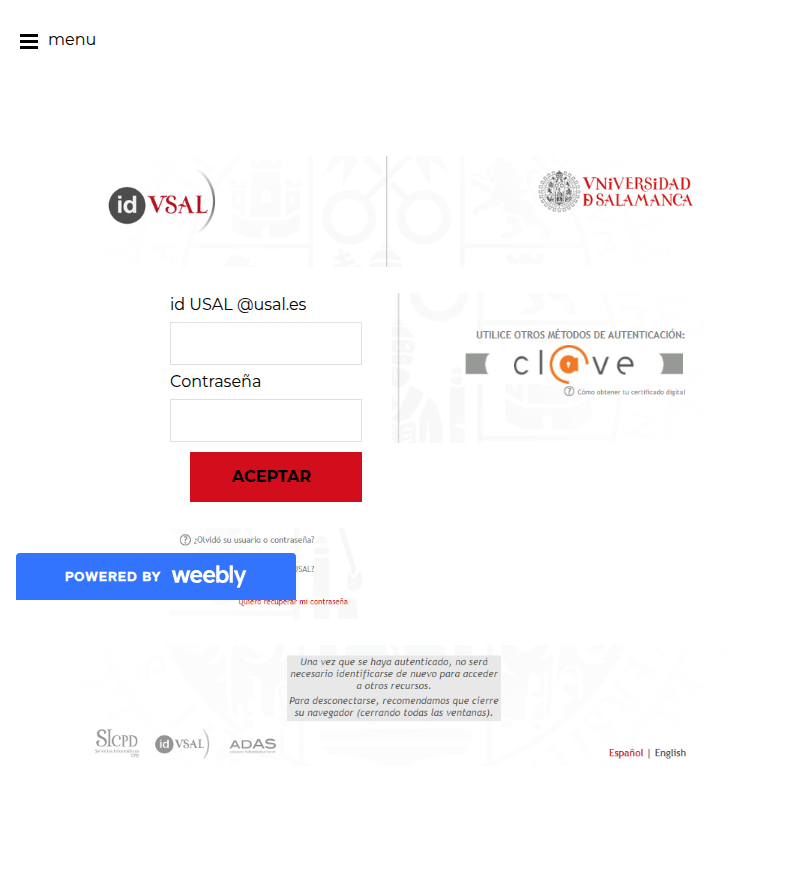 menu
id VSAL
VNiVERSiDAD
D SALAMANCA
id USAL @usal.es
UTILICE OTROS MÉTODOS DE AUTENTICACIÓN:
cl@ve
Cómo obtener tu certificado digital
Contraseña
ACEPTAR
¿Olvidó su usuario o contraseña?
USAL?
POWERED BY weebly
Quiero recuperar mi contraseña
Una vez que se haya autenticado, no será
necesario identificarse de nuevo para acceder
a otros recursos.
Para desconectarse, recomendamos que cierre
su navegador (cerrando todas las ventanas).
SICPD
id VSAL
ADAS
Español | English